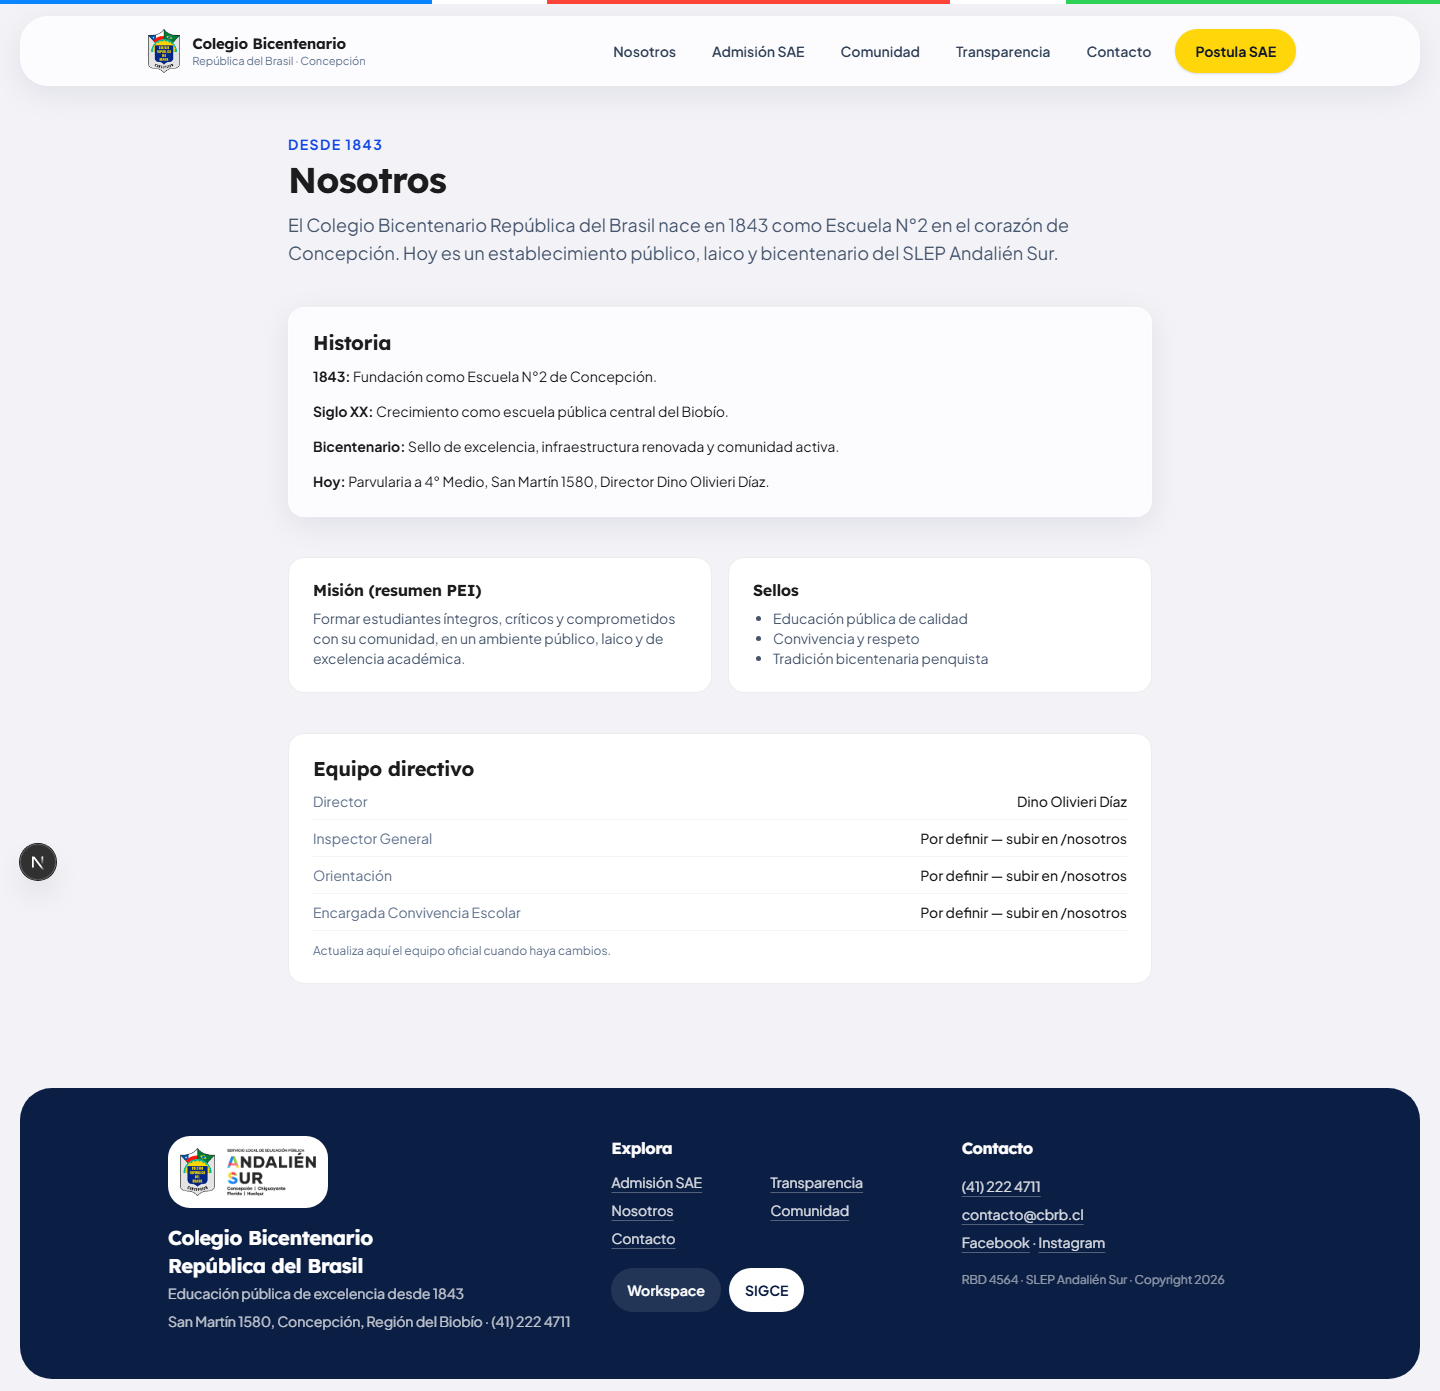 Colegio Bicentenario
República del Brasil · Concepción
Nosotros
Admisión SAE
Comunidad
Transparencia
Contacto
Postula SAE
DESDE 1843
Nosotros
El Colegio Bicentenario República del Brasil nace en 1843 como Escuela N°2 en el corazón de
Concepción. Hoy es un establecimiento público, laico y bicentenario del SLEP Andalién Sur.
Historia
1843: Fundación como Escuela N°2 de Concepción.
Siglo XX: Crecimiento como escuela pública central del Biobío.
Bicentenario: Sello de excelencia, infraestructura renovada y comunidad activa.
Hoy: Parvularia a 4° Medio, San Martín 1580, Director Dino Olivieri Díaz.
Misión (resumen PEI)
Formar estudiantes íntegros, críticos y comprometidos
con su comunidad, en un ambiente público, laico y de
excelencia académica.
Sellos
• Educación pública de calidad
• Convivencia y respeto
• Tradición bicentenaria penquista
Equipo directivo
Director Dino Olivieri Díaz
Inspector General Por definir — subir en /nosotros
Orientación Por definir — subir en /nosotros
Encargada Convivencia Escolar Por definir — subir en /nosotros
Actualiza aquí el equipo oficial cuando haya cambios.
N
SERVICIO LOCAL DE EDUCACIÓN PÚBLICA
ANDALIÉN
SUR
Concepción | Chiguayante
Florida | Hualqui
Colegio Bicentenario
República del Brasil
Educación pública de excelencia desde 1843
San Martín 1580, Concepción, Región del Biobío · (41) 222 4711
Explora
Admisión SAE
Transparencia
Nosotros
Comunidad
Contacto
Workspace
SIGCE
Contacto
(41) 222 4711
contacto@cbrb.cl
Facebook · Instagram
RBD 4564 · SLEP Andalién Sur · Copyright 2026